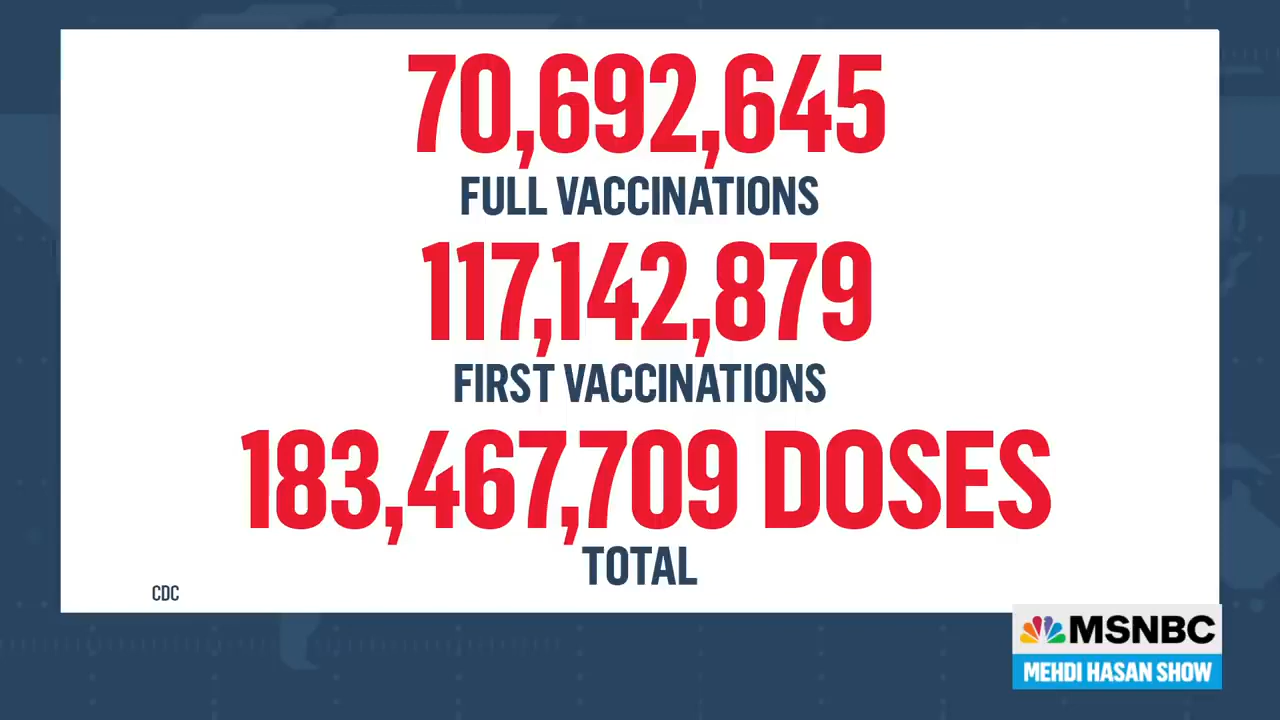 70,692,645
FULL VACCINATIONS
117,142,879
FIRST VACCINATIONS
183,467,709 DOSES
TOTAL
CDC
MSNBC
MEHDI HASAN SHOW